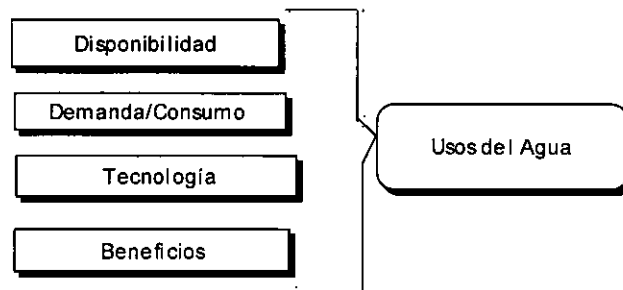 Disponibilidad
Demanda/Consumo
Tecnología
Beneficios
Usos del Agua